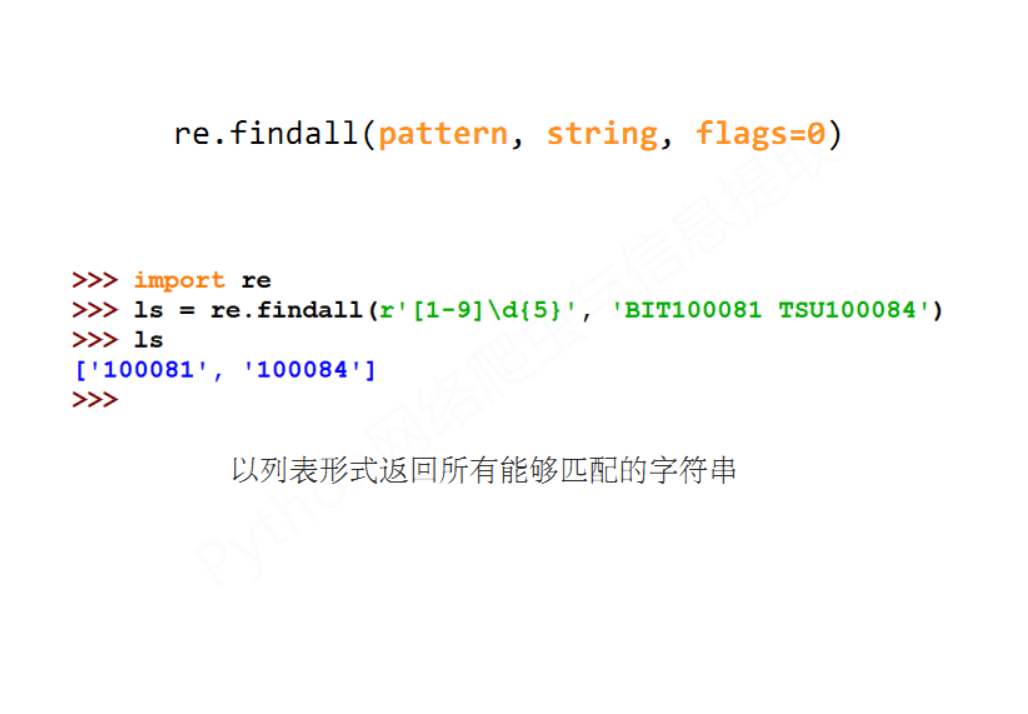 re.findall(pattern, string, flags=0)
>>> import re
>>> ls = re.findall(r'[1-9]\d{5}', 'BIT100081 TSU100084')
>>> ls
['100081', '100084']
>>>
以列表形式返回所有能够匹配的字符串
Python网络爬虫与信息提取